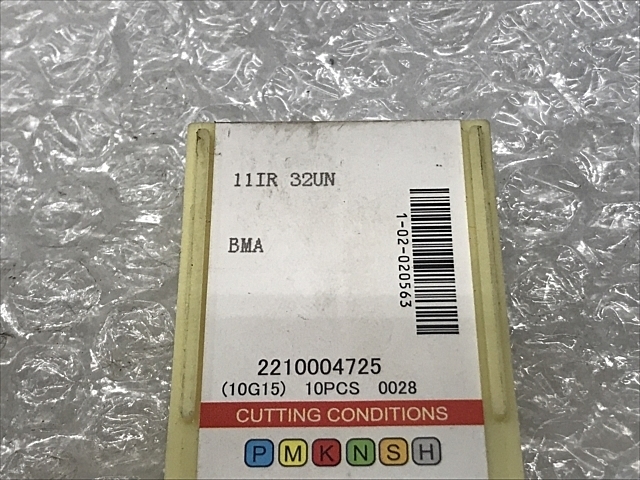 11IR 32UN
BMA
1-02-020563
2210004725
(10G15) 10PCS 0028
CUTTING CONDITIONS
P M K N S H